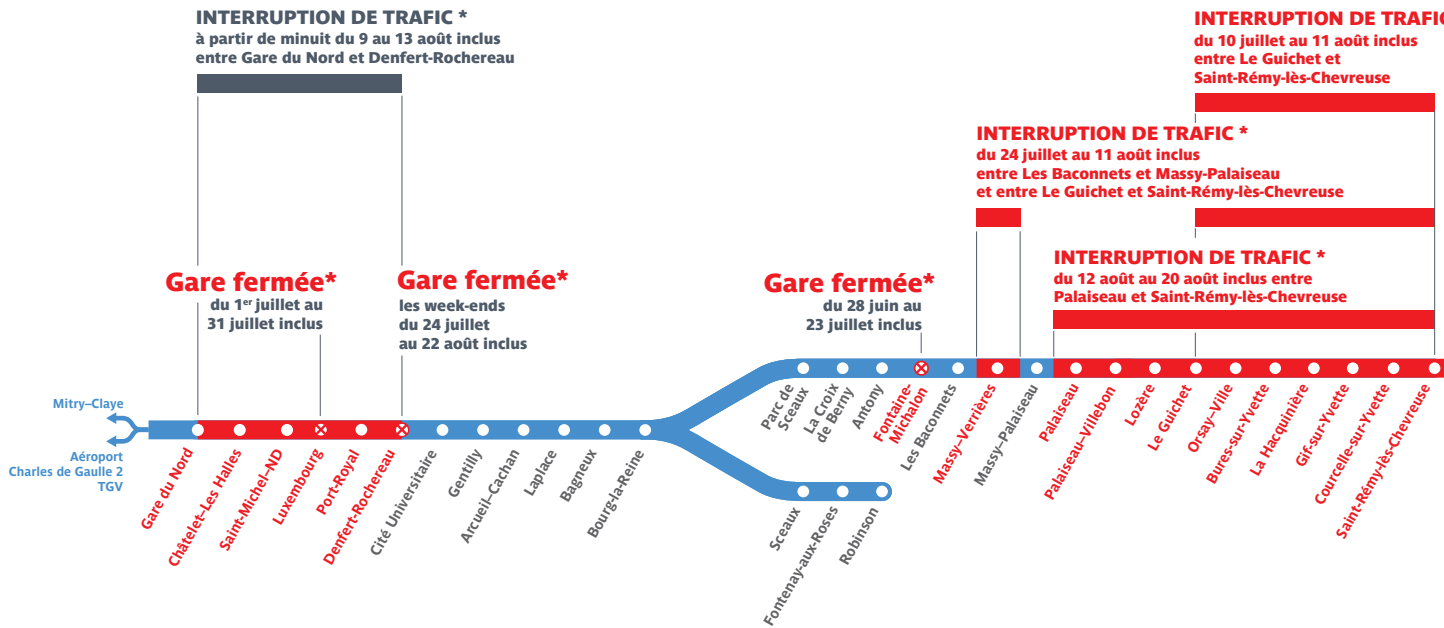 INTERRUPTION DE TRAFIC *
à partir de minuit du 9 au 13 août inclus
entre Gare du Nord et Denfert-Rochereau
INTERRUPTION DE TRAFIC
du 10 juillet au 11 août inclus
entre Le Guichet et
Saint-Rémy-lès-Chevreuse
INTERRUPTION DE TRAFIC *
du 24 juillet au 11 août inclus
entre Les Baconnets et Massy-Palaiseau
et entre Le Guichet et Saint-Rémy-lès-Chevreuse
INTERRUPTION DE TRAFIC *
du 12 août au 20 août inclus entre
Palaiseau et Saint-Rémy-lès-Chevreuse
Gare fermée*
du 1er juillet au
31 juillet inclus
Gare fermée*
les week-ends
du 24 juillet
au 22 août inclus
Gare fermée*
du 28 juin au
23 juillet inclus
Mitry–Claye
Aéroport
Charles de Gaulle 2
TGV
Gare du Nord
Châtelet–Les Halles
Saint-Michel–ND
Luxembourg
Port-Royal
Denfert-Rochereau
Cité Universitaire
Gentilly
Arcueil–Cachan
Laplace
Bagneux
Bourg-la-Reine
Parc de
Sceaux
La Croix
de Berny
Antony
Fontaine-
Michalon
Les Baconnets
Massy–Verrières
Massy–Palaiseau
Palaiseau
Palaiseau–Villebon
Lozère
Le Guichet
Orsay–Ville
Bures-sur-Yvette
La Hacquinière
Gif-sur-Yvette
Courcelle-sur-Yvette
Saint-Rémy-lès-Chevreuse
Sceaux
Fontenay-aux-Roses
Robinson